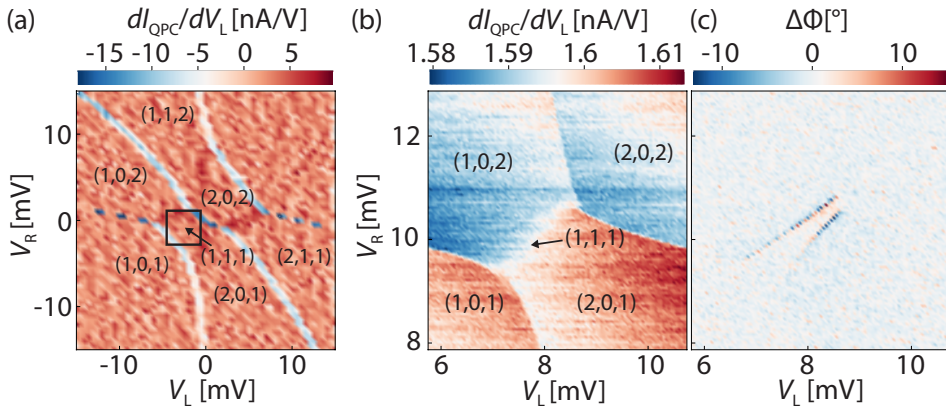 (a)
dI_QPC/dV_L [nA/V]
-15 -10 -5 0 5
(1,1,2)
(1,0,2)
(2,0,2)
(1,0,1)
(1,1,1)
(2,1,1)
(2,0,1)
10
0
-10
V_R [mV]
-10 0 10
V_L [mV]
(b)
dI_QPC/dV_L [nA/V]
1.58 1.59 1.6 1.61
(1,0,2)
(2,0,2)
(1,1,1)
(1,0,1)
(2,0,1)
12
10
8
V_R [mV]
6 8 10
V_L [mV]
(c)
ΔΦ[°]
-10 0 10
6 8 10
V_L [mV]